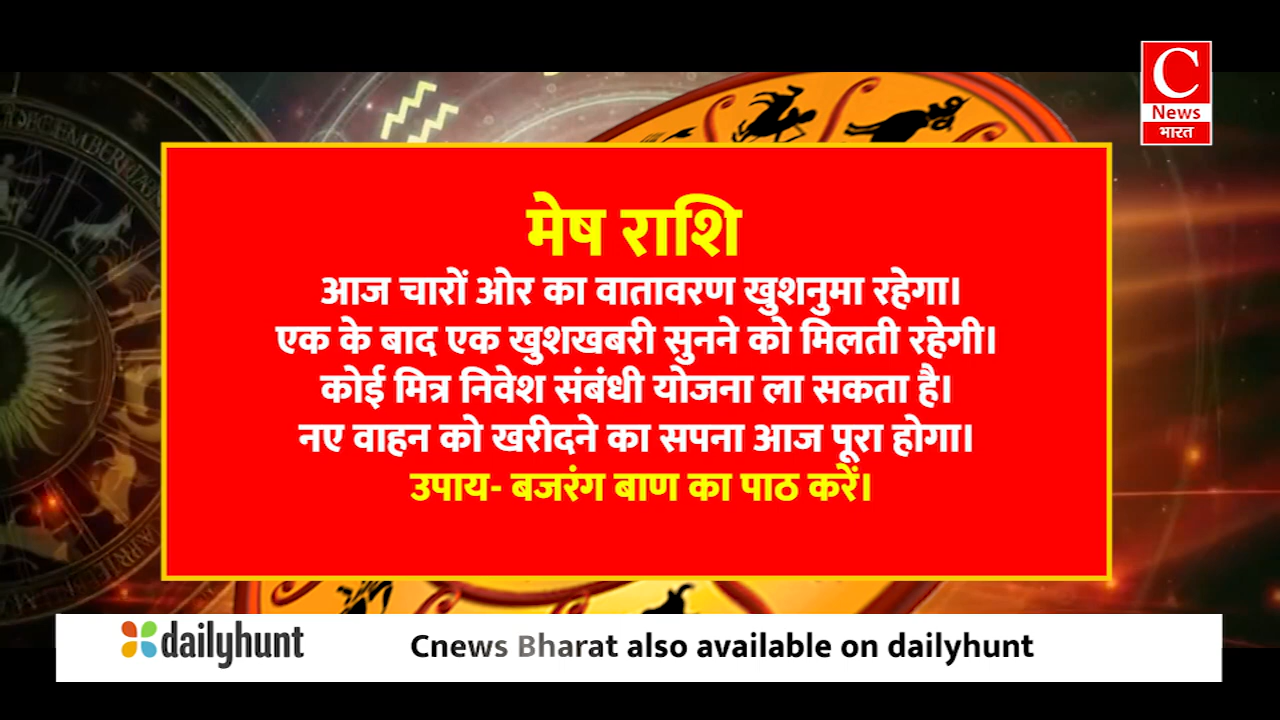 C
News
भारत
मेष राशि
आज चारों ओर का वातावरण खुशनुमा रहेगा।
एक के बाद एक खुशखबरी सुनने को मिलती रहेगी।
कोई मित्र निवेश संबंधी योजना ला सकता है।
नए वाहन को खरीदने का सपना आज पूरा होगा।
उपाय- बजरंग बाण का पाठ करें।
dailyhunt
Cnews Bharat also available on dailyhunt